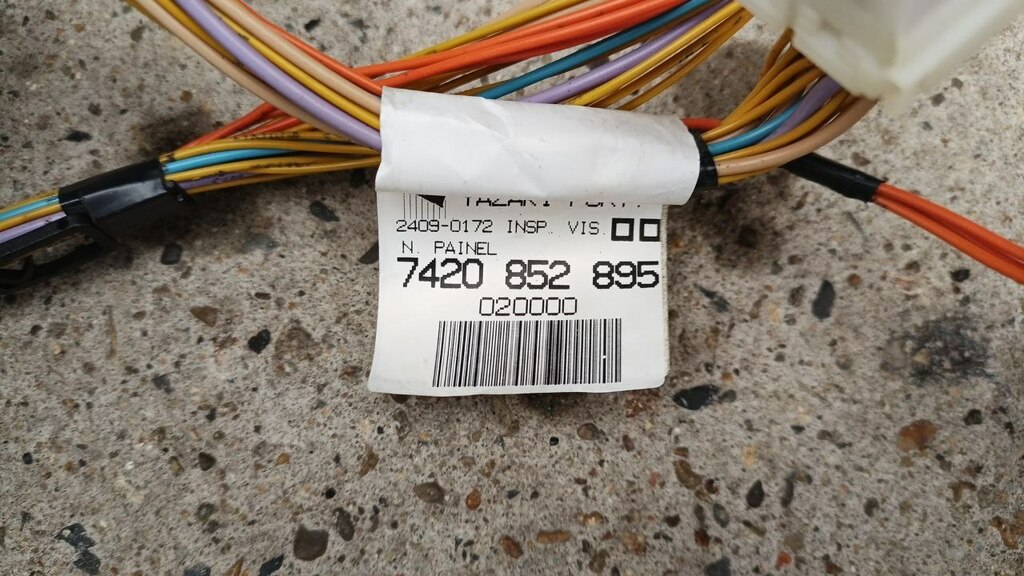 2409-0172 INSP. VIS.
N. PAINEL
7420 852 895
020000